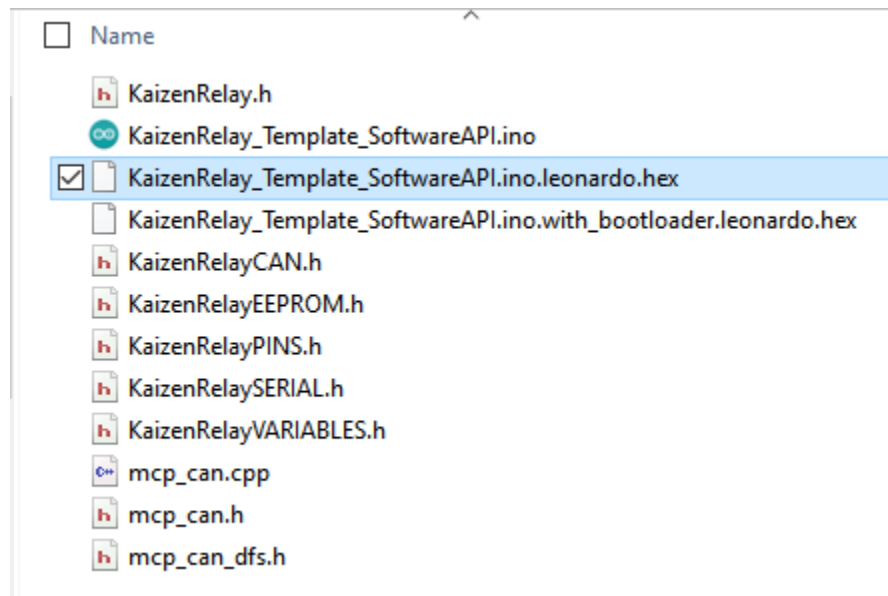 Name
KaizenRelay.h
KaizenRelay_Template_SoftwareAPI.ino
KaizenRelay_Template_SoftwareAPI.ino.leonardo.hex
KaizenRelay_Template_SoftwareAPI.ino.with_bootloader.leonardo.hex
KaizenRelayCAN.h
KaizenRelayEEPROM.h
KaizenRelayPINS.h
KaizenRelaySERIAL.h
KaizenRelayVARIABLES.h
mcp_can.cpp
mcp_can.h
mcp_can_dfs.h